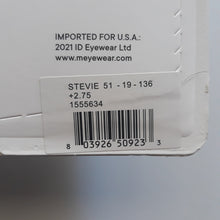 IMPORTED FOR U.S.A.:
2021 ID Eyewear Ltd
www.meyewear.com
STEVIE 51 - 19 - 136
+2.75
1555634
8 03926 50923 3